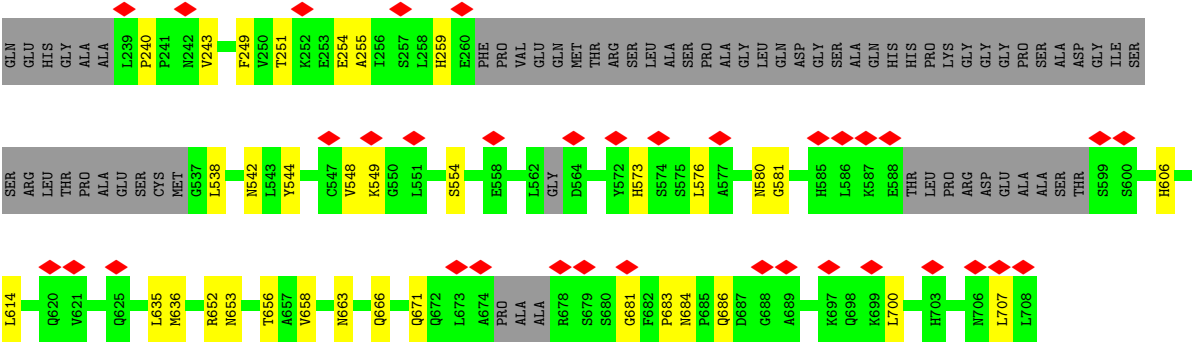 GLN GLU HIS GLY ALA ALA L239 P240 P241 N242 V243 F249 V250 T251 K252 E253 E254 A255 I256 S257 L258 H259 E260 PHE PRO VAL GLU GLN MET THR ARG SER LEU ALA SER PRO ALA GLY LEU GLN ASP GLY SER ALA GLN HIS HIS PRO LYS GLY GLY GLY PRO SER ALA ASP GLY ILE SER
SER ARG LEU THR PRO ALA GLU SER CYS MET G537 L538 N542 L543 Y544 C547 V548 K549 G550 L551 S554 E558 L562 GLY D564 Y572 H573 S574 S575 L576 A577 N580 G581 H585 L586 K587 E588 THR LEU PRO ARG ASP GLU ALA ALA SER THR S599 S600 H606
L614 Q620 V621 Q625 L635 M636 R652 N653 T656 A657 V658 N663 Q666 Q671 Q672 L673 A674 PRO ALA ALA R678 S679 S680 G681 F682 P683 N684 P685 Q686 D687 G688 A689 K697 Q698 K699 L700 H703 N706 L707 L708